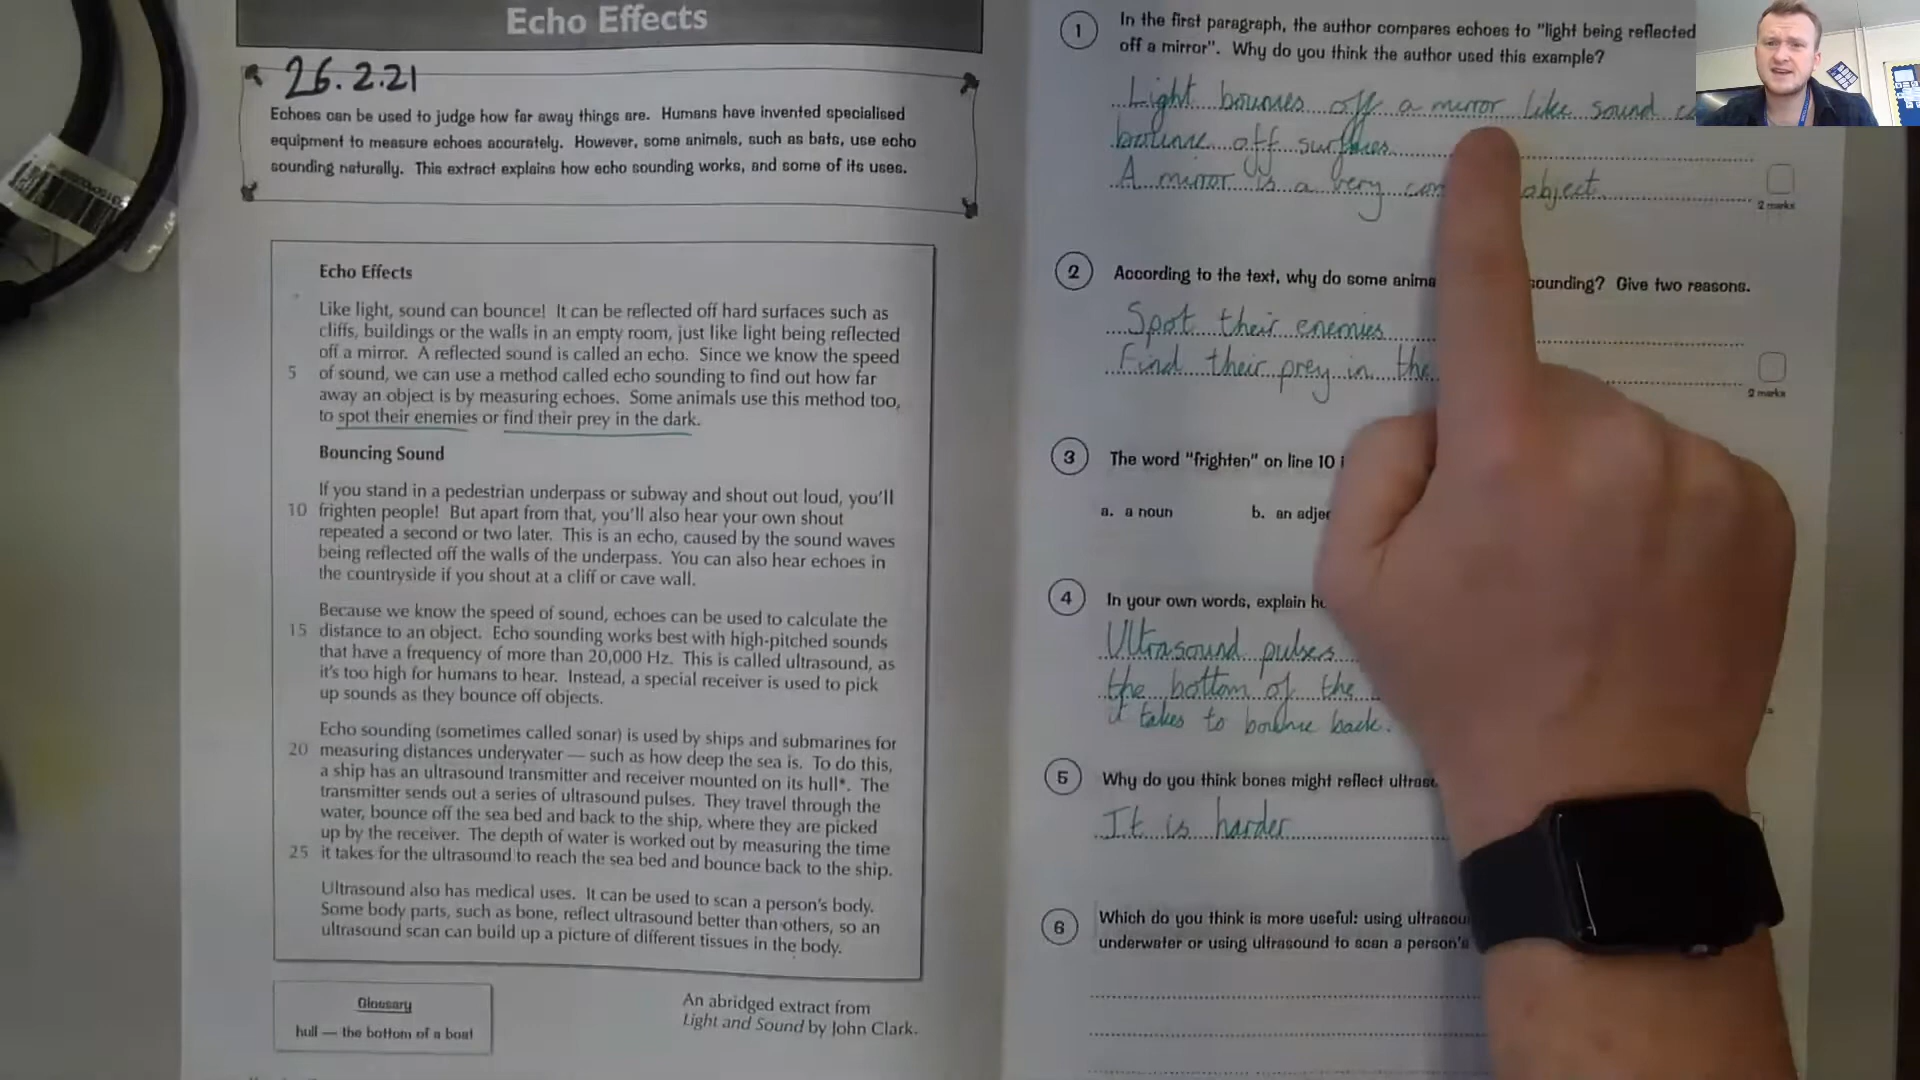 Echo Effects
26.2.21
Echoes can be used to judge how far away things are. Humans have invented specialised
equipment to measure echoes accurately. However, some animals, such as bats, use echo
sounding naturally. This extract explains how echo sounding works, and some of its uses.
Echo Effects
Like light, sound can bounce! It can be reflected off hard surfaces such as
cliffs, buildings or the walls in an empty room, just like light being reflected
off a mirror. A reflected sound is called an echo. Since we know the speed
5 of sound, we can use a method called echo sounding to find out how far
away an object is by measuring echoes. Some animals use this method too,
to spot their enemies or find their prey in the dark.
Bouncing Sound
If you stand in a pedestrian underpass or subway and shout out loud, you'll
10 frighten people! But apart from that, you'll also hear your own shout
repeated a second or two later. This is an echo, caused by the sound waves
being reflected off the walls of the underpass. You can also hear echoes in
the countryside if you shout at a cliff or cave wall.
Because we know the speed of sound, echoes can be used to calculate the
15 distance to an object. Echo sounding works best with high-pitched sounds
that have a frequency of more than 20,000 Hz. This is called ultrasound, as
it's too high for humans to hear. Instead, a special receiver is used to pick
up sounds as they bounce off objects.
Echo sounding (sometimes called sonar) is used by ships and submarines for
20 measuring distances underwater — such as how deep the sea is. To do this,
a ship has an ultrasound transmitter and receiver mounted on its hull*. The
transmitter sends out a series of ultrasound pulses. They travel through the
water, bounce off the sea bed and back to the ship, where they are picked
up by the receiver. The depth of water is worked out by measuring the time
25 it takes for the ultrasound to reach the sea bed and bounce back to the ship.
Ultrasound also has medical uses. It can be used to scan a person's body.
Some body parts, such as bone, reflect ultrasound better than others, so an
ultrasound scan can build up a picture of different tissues in the body.
Glossary
hull — the bottom of a boat
An abridged extract from
Light and Sound by John Clark.
1 In the first paragraph, the author compares echoes to "light being reflected
off a mirror". Why do you think the author used this example?
Light bounces off a mirror like sound
bounce off surfaces
A mirror is a very object
2 marks
2 According to the text, why do some sounding? Give two reasons.
Spot their enemies
Find their prey in the
2 marks
3 The word "frighten" on line 10
a. a noun b. an
4 In your own words, explain
Ultrasound pulses
the bottom of the
it takes to bounce back.
5 Why do you think bones might reflect
It is harder
6 Which do you think is more useful: using
underwater or using ultrasound to scan a person's